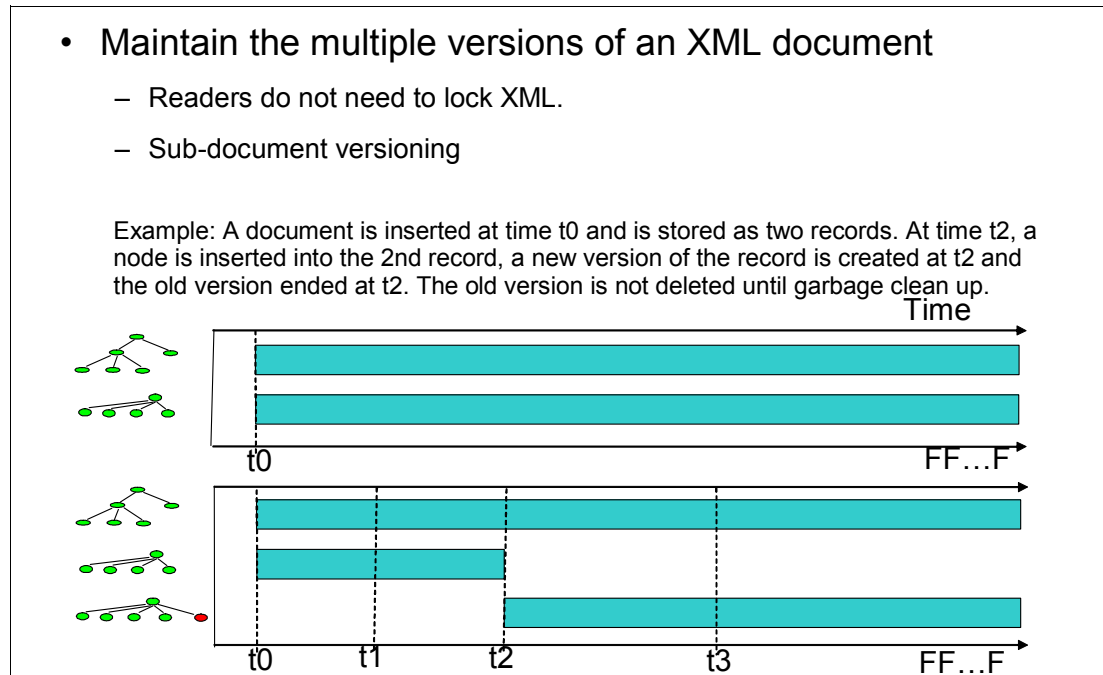 • Maintain the multiple versions of an XML document
– Readers do not need to lock XML.
– Sub-document versioning
Example: A document is inserted at time t0 and is stored as two records. At time t2, a
node is inserted into the 2nd record, a new version of the record is created at t2 and
the old version ended at t2. The old version is not deleted until garbage clean up.
Time
t0 FF…F
t0 t1 t2 t3 FF…F